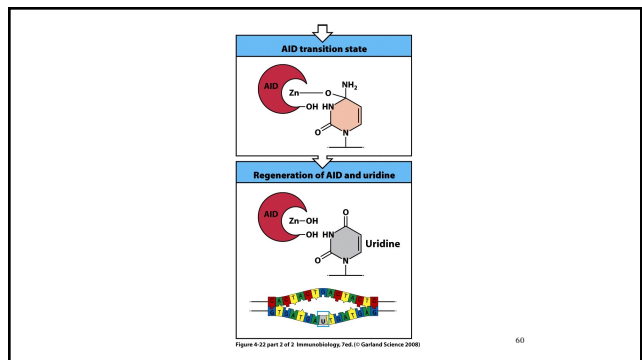 AID transition state
AID
Zn
O
NH2
OH HN
O
N
Regeneration of AID and uridine
AID
Zn–OH
O
OH HN
Uridine
O
N
U
Figure 4-22 part 2 of 2 Immunobiology, 7ed. (© Garland Science 2008)
60